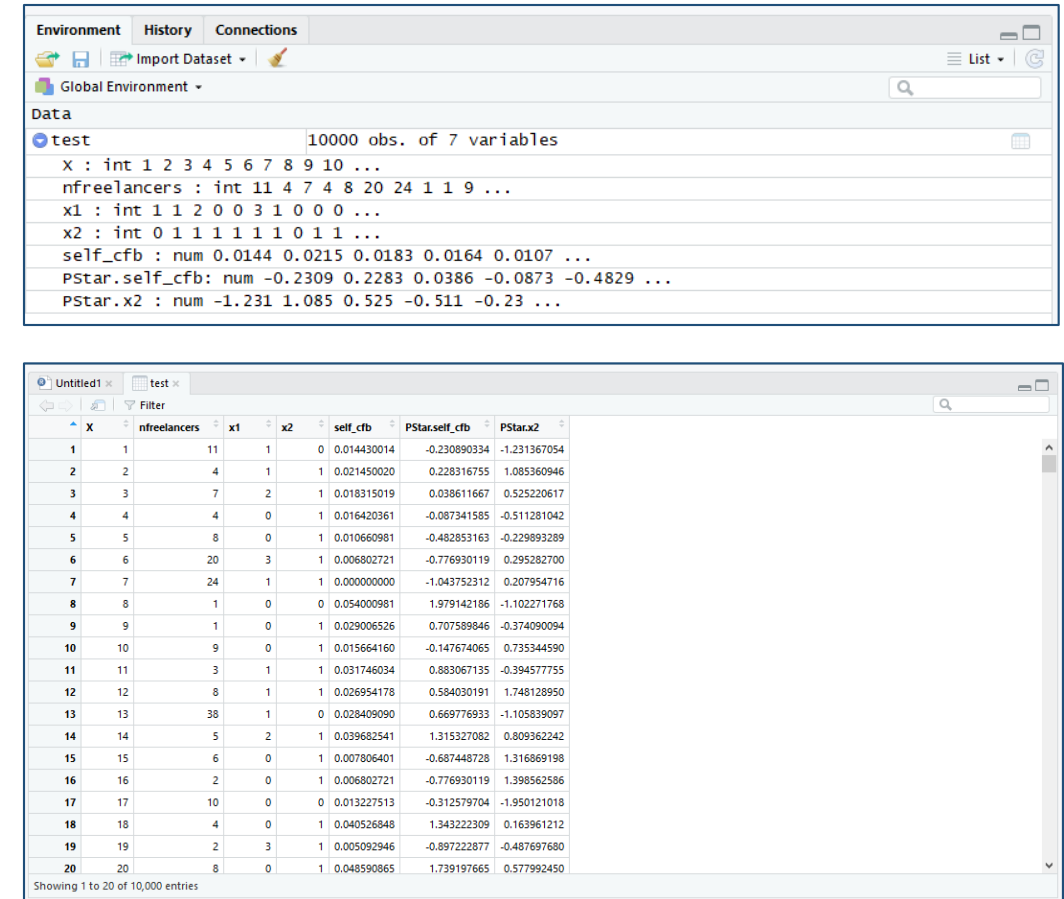 Environment History Connections
Import Dataset List
Global Environment
Data
test 10000 obs. of 7 variables
X : int 1 2 3 4 5 6 7 8 9 10 ...
nfreelancers : int 11 4 7 4 8 20 24 1 1 9 ...
x1 : int 1 1 2 0 0 3 1 0 0 0 ...
x2 : int 0 1 1 1 1 1 1 0 1 1 ...
self_cfb : num 0.0144 0.0215 0.0183 0.0164 0.0107 ...
PStar.self_cfb: num -0.2309 0.2283 0.0386 -0.0873 -0.4829 ...
PStar.x2 : num -1.231 1.085 0.525 -0.511 -0.23 ...
Untitled1 × test ×
Filter
X nfreelancers x1 x2 self_cfb PStar.self_cfb PStar.x2
1 1 11 1 0 0.014430014 -0.230890334 -1.231367054
2 2 4 1 1 0.021450020 0.228316755 1.085360946
3 3 7 2 1 0.018315019 0.038611667 0.525220617
4 4 4 0 1 0.016420361 -0.087341585 -0.511281042
5 5 8 0 1 0.010660981 -0.482853163 -0.229893289
6 6 20 3 1 0.006802721 -0.776930119 0.295282700
7 7 24 1 1 0.000000000 -1.043752312 0.207954716
8 8 1 0 0 0.054000981 1.979142186 -1.102271768
9 9 1 0 1 0.029006526 0.707589846 -0.374090094
10 10 9 0 1 0.015664160 -0.147674065 0.735344590
11 11 3 1 1 0.031746034 0.883067135 -0.394577755
12 12 8 1 1 0.026954178 0.584030191 1.748128950
13 13 38 1 0 0.028409090 0.669776933 -1.105839097
14 14 5 2 1 0.039682541 1.315327082 0.809362242
15 15 6 0 1 0.007806401 -0.687448728 1.316869198
16 16 2 0 1 0.006802721 -0.776930119 1.398562586
17 17 10 0 0 0.013227513 -0.312579704 -1.950121018
18 18 4 0 1 0.040526848 1.343222309 0.163961212
19 19 2 3 1 0.005092946 -0.897222877 -0.487697680
20 20 8 0 1 0.048590865 1.739197665 0.577992450
Showing 1 to 20 of 10,000 entries